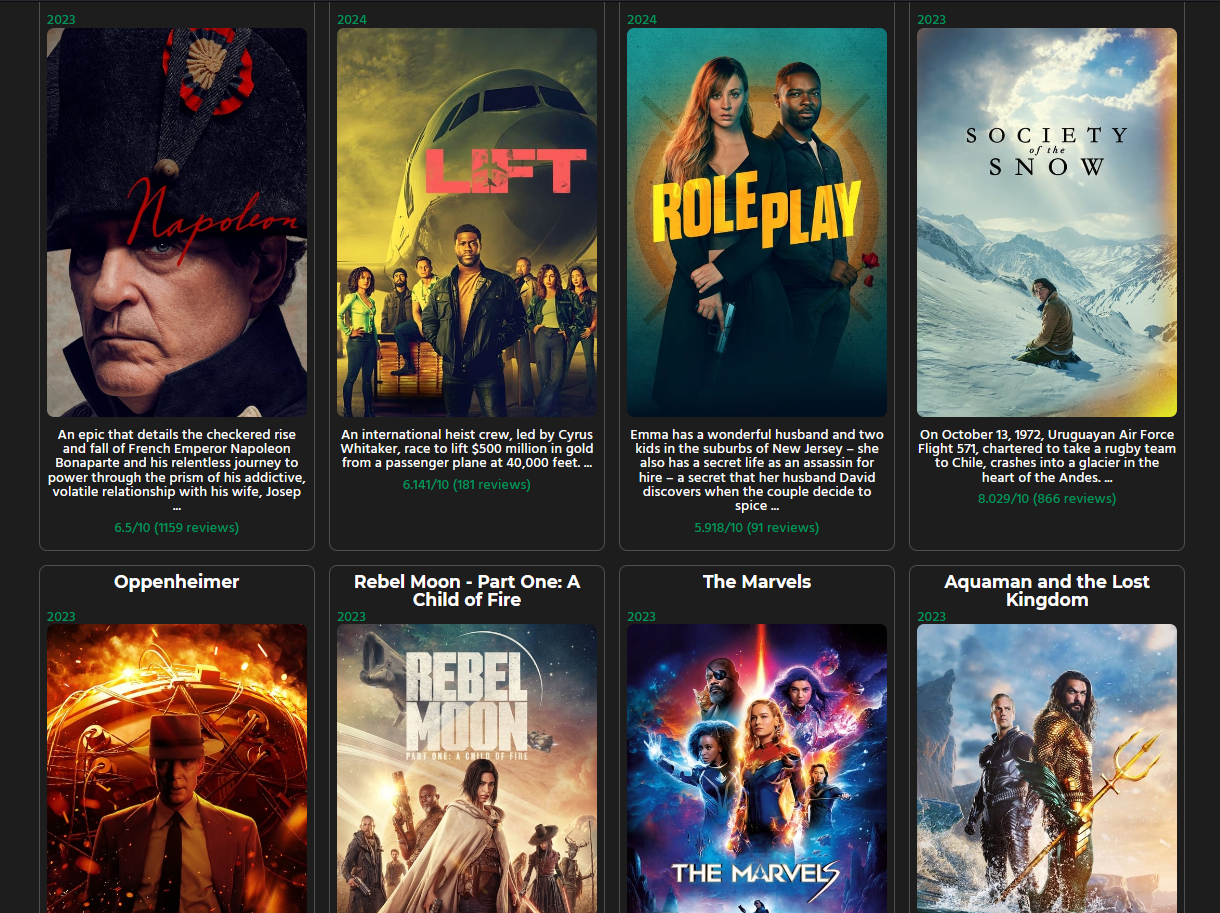 2023
Napoleon
An epic that details the checkered rise
and fall of French Emperor Napoleon
Bonaparte and his relentless journey to
power through the prism of his addictive,
volatile relationship with his wife, Josep
...
6.5/10 (1159 reviews)
2024
LIFT
An international heist crew, led by Cyrus
Whitaker, race to lift $500 million in gold
from a passenger plane at 40,000 feet. ...
6.141/10 (181 reviews)
2024
ROLE PLAY
Emma has a wonderful husband and two
kids in the suburbs of New Jersey – she
also has a secret life as an assassin for
hire – a secret that her husband David
discovers when the couple decide to
spice ...
5.918/10 (91 reviews)
2023
SOCIETY
of the
SNOW
On October 13, 1972, Uruguayan Air Force
Flight 571, chartered to take a rugby team
to Chile, crashes into a glacier in the
heart of the Andes. ...
8.029/10 (866 reviews)
Oppenheimer
2023
Rebel Moon - Part One: A
Child of Fire
2023
REBEL
MOON
PART ONE: A CHILD OF FIRE
The Marvels
2023
THE MARVELS
Aquaman and the Lost
Kingdom
2023